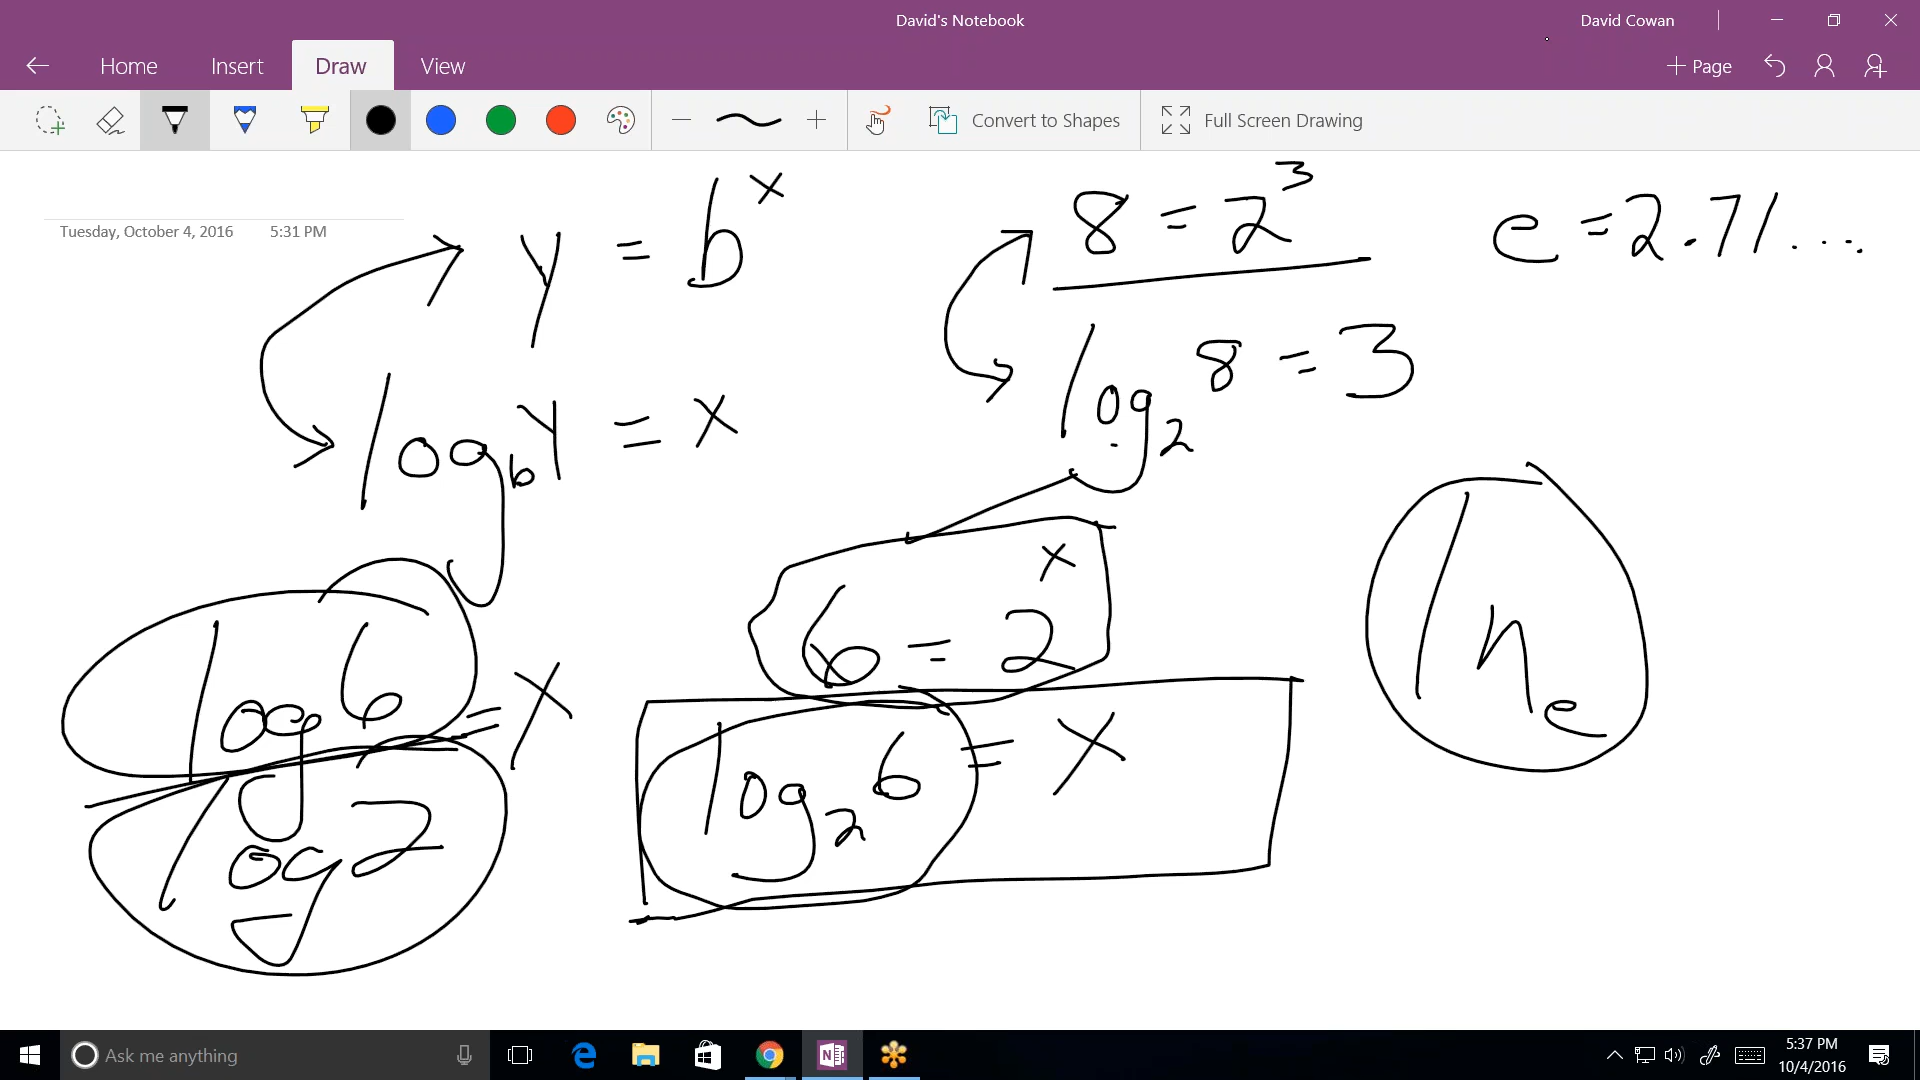 David's Notebook
David Cowan
Home Insert Draw View
Page
Convert to Shapes
Full Screen Drawing
Tuesday, October 4, 2016 5:31 PM
y = b^x
log_b y = x
8 = 2^3
log_2 8 = 3
e = 2.71....
6 = 2^x
log_2 6 = x
log 6
log 2
= x
ln_e
Ask me anything
5:37 PM
10/4/2016